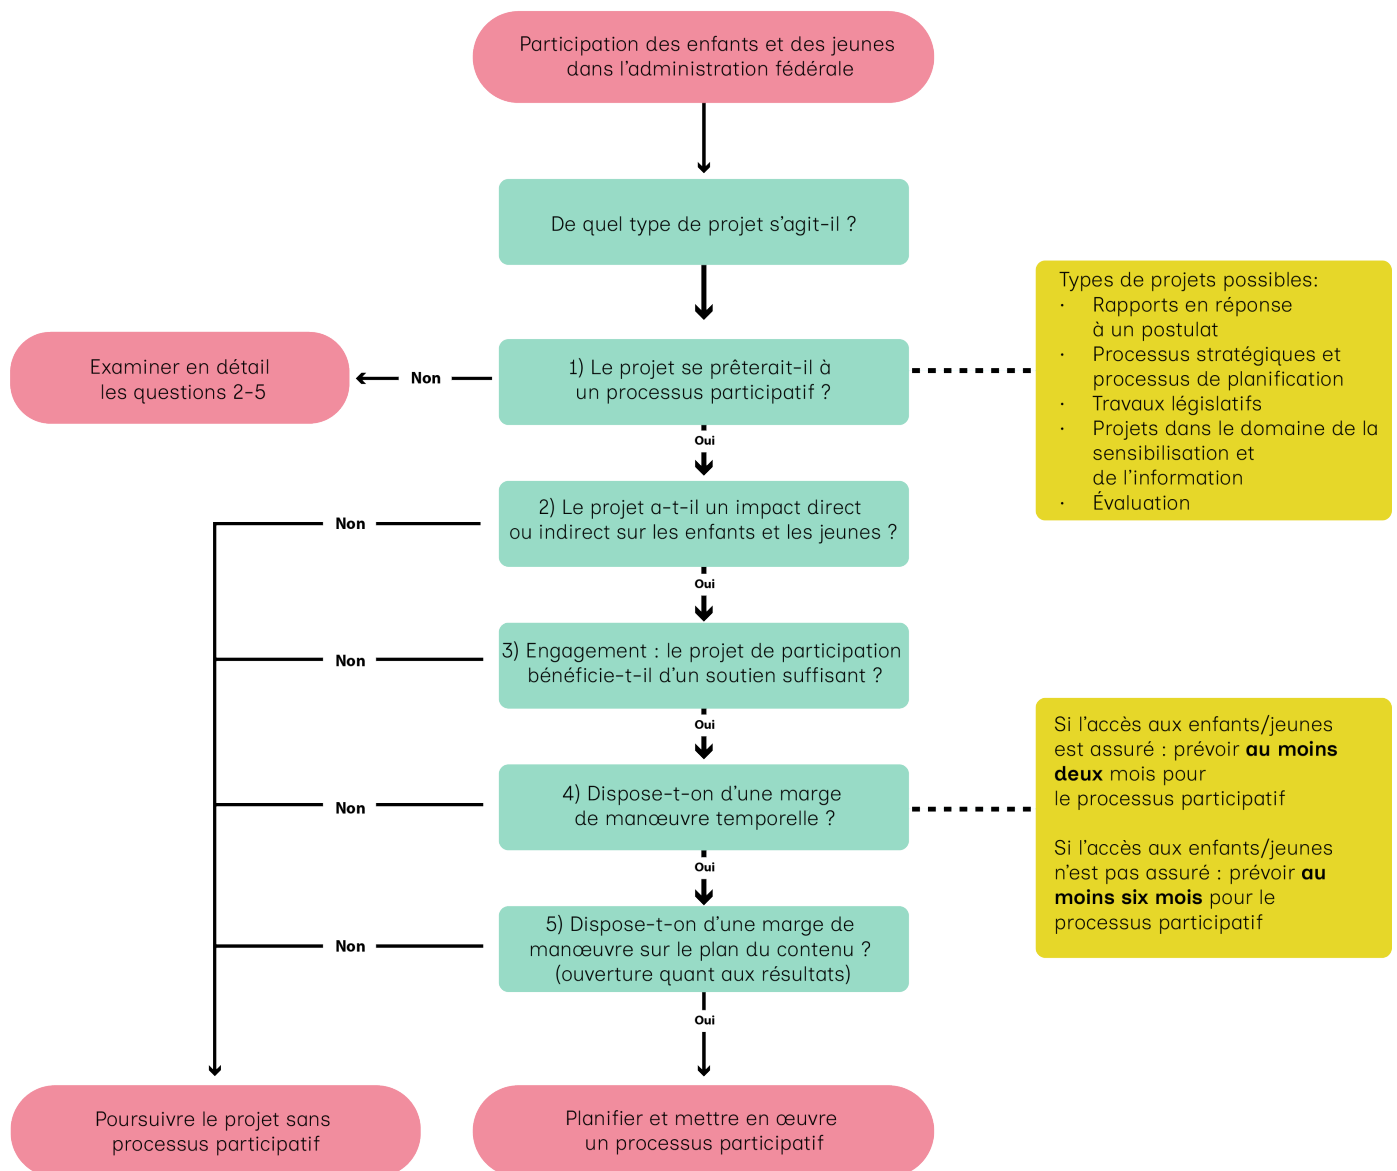 Participation des enfants et des jeunes
dans l’administration fédérale
De quel type de projet s’agit-il ?
Types de projets possibles:
· Rapports en réponse
à un postulat
· Processus stratégiques et
processus de planification
· Travaux législatifs
· Projets dans le domaine de la
sensibilisation et
de l’information
· Évaluation
1) Le projet se prêterait-il à
un processus participatif ?
Non
Examiner en détail
les questions 2-5
Oui
2) Le projet a-t-il un impact direct
ou indirect sur les enfants et les jeunes ?
Non
Oui
3) Engagement : le projet de participation
bénéficie-t-il d’un soutien suffisant ?
Non
Oui
4) Dispose-t-on d’une marge
de manœuvre temporelle ?
Non
Si l’accès aux enfants/jeunes
est assuré : prévoir au moins
deux mois pour
le processus participatif
Si l’accès aux enfants/jeunes
n’est pas assuré : prévoir au
moins six mois pour le
processus participatif
Oui
5) Dispose-t-on d’une marge de
manœuvre sur le plan du contenu ?
(ouverture quant aux résultats)
Non
Oui
Poursuivre le projet sans
processus participatif
Planifier et mettre en œuvre
un processus participatif